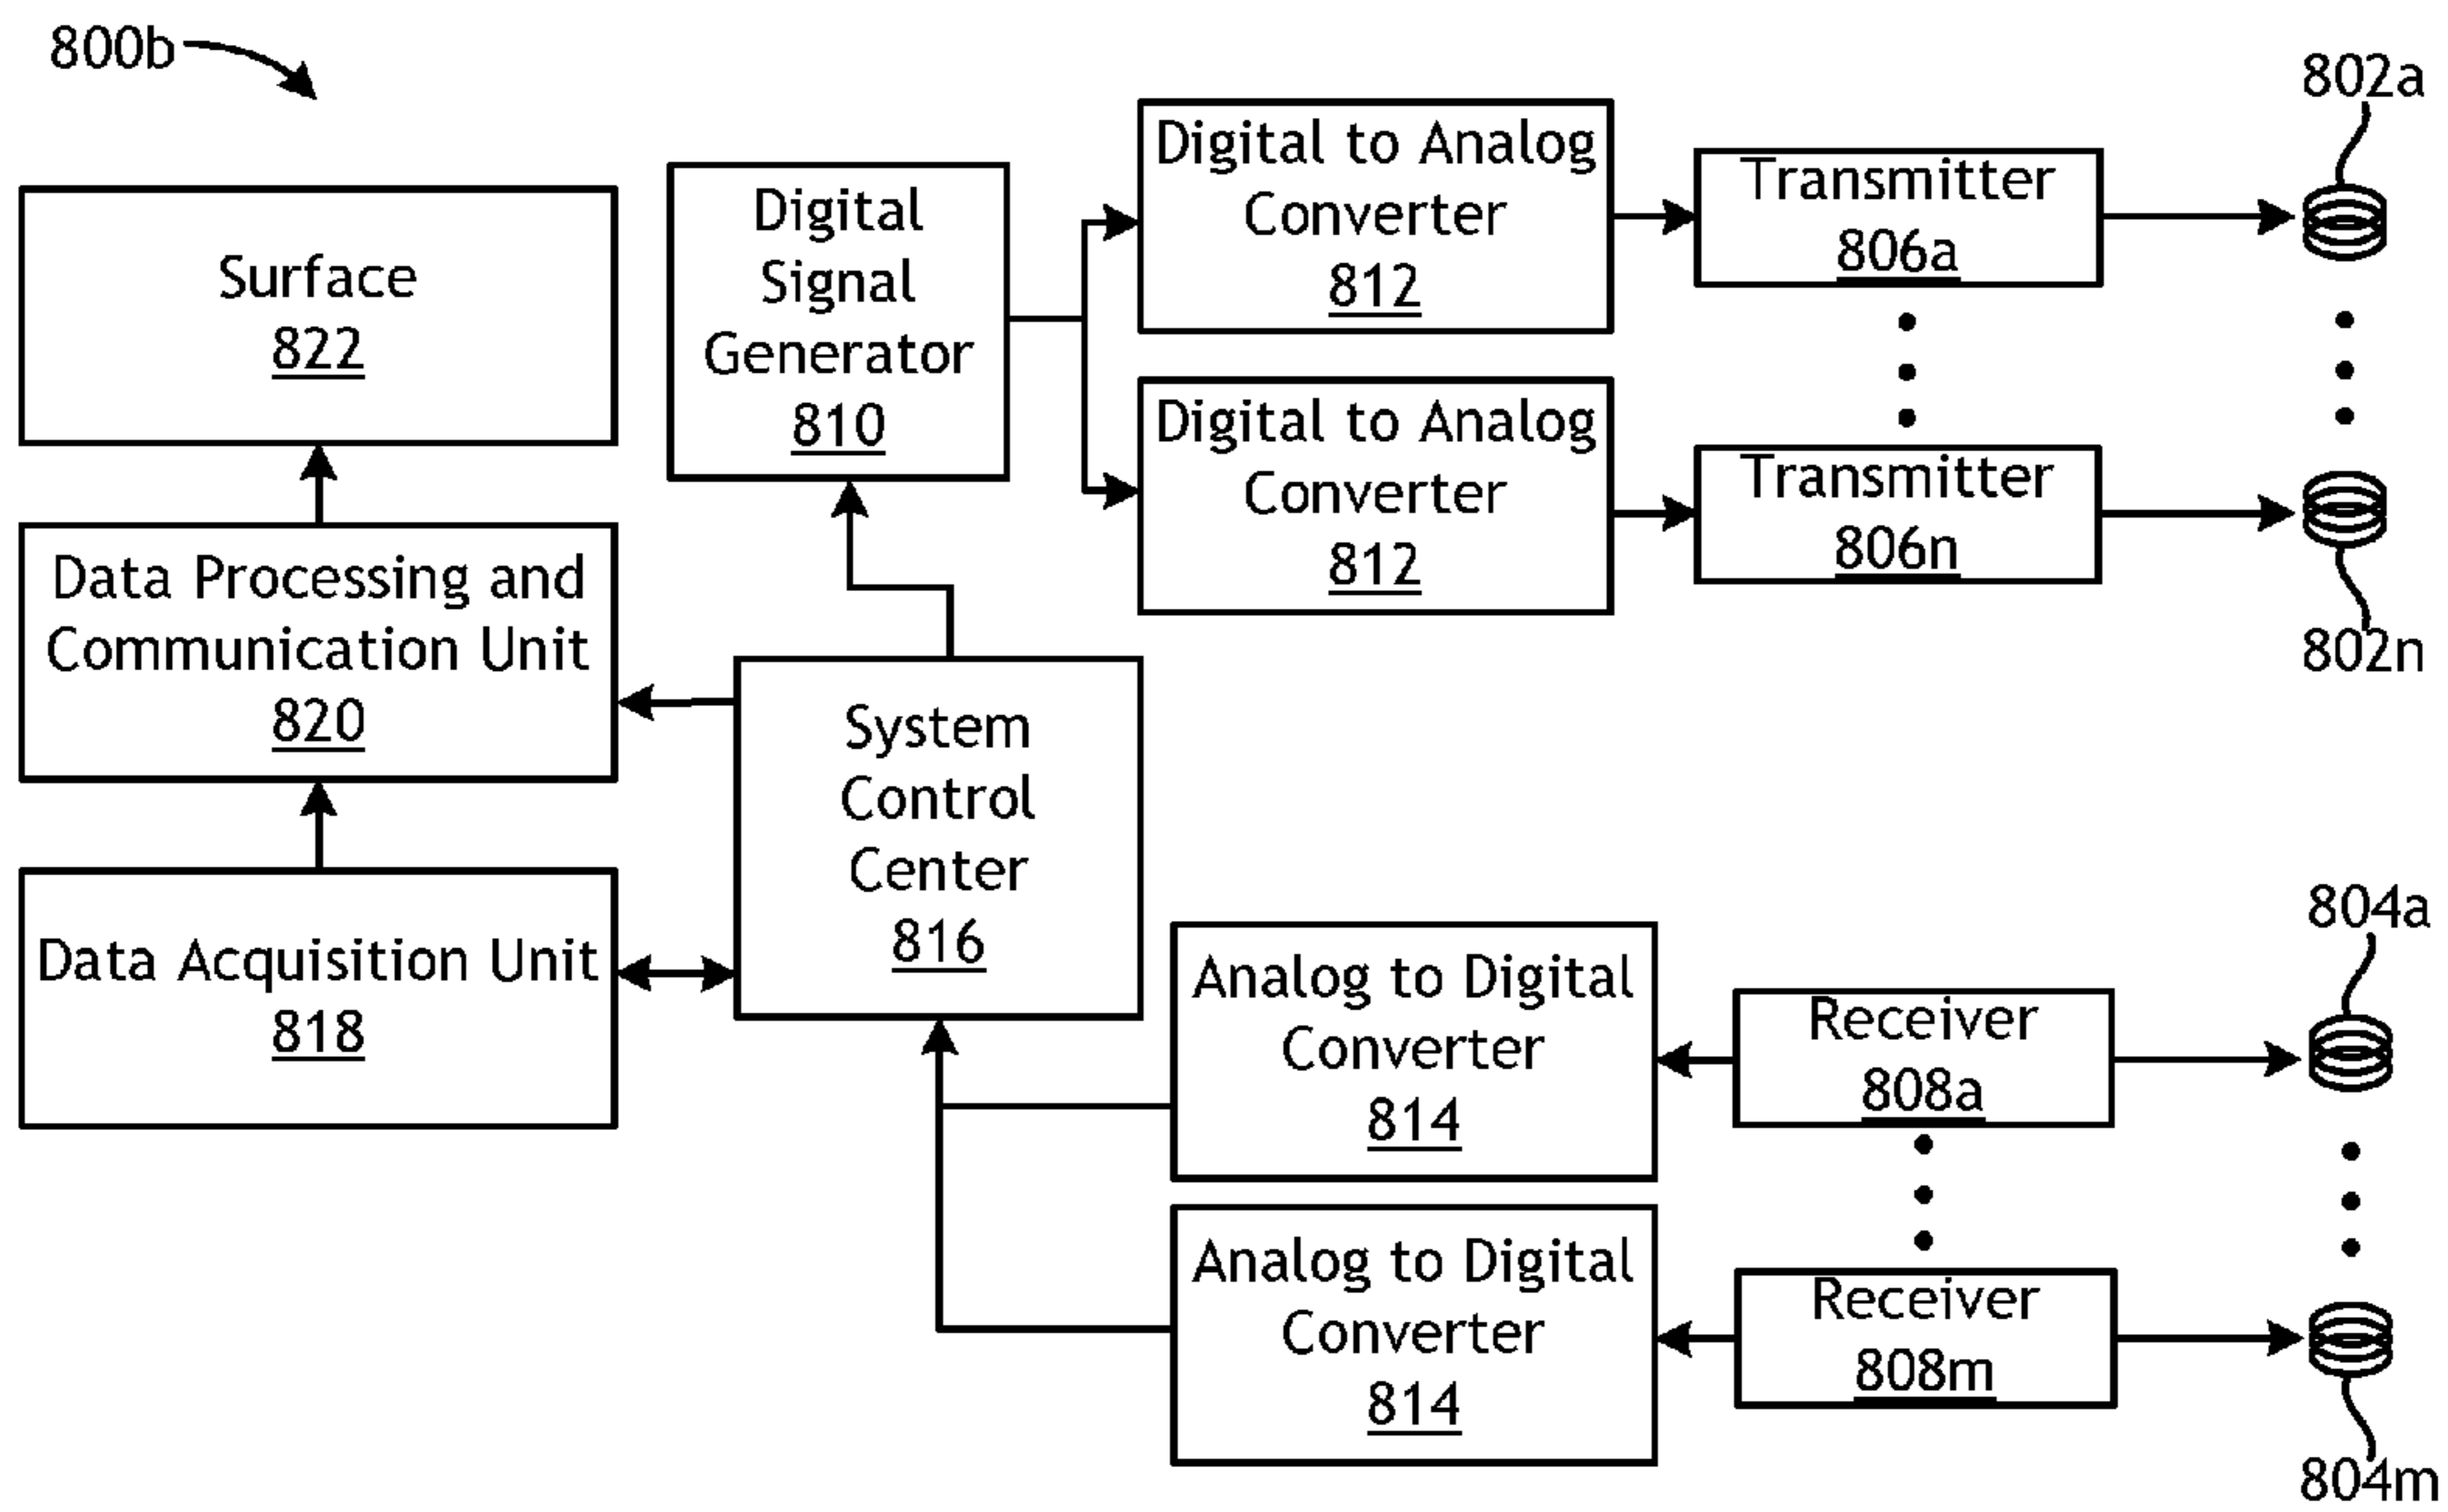 800b
Surface
822
Data Processing and
Communication Unit
820
Data Acquisition Unit
818
Digital
Signal
Generator
810
System
Control
Center
816
Digital to Analog
Converter
812
Digital to Analog
Converter
812
Transmitter
806a
Transmitter
806n
802a
802n
Analog to Digital
Converter
814
Analog to Digital
Converter
814
Receiver
808a
Receiver
808m
804a
804m